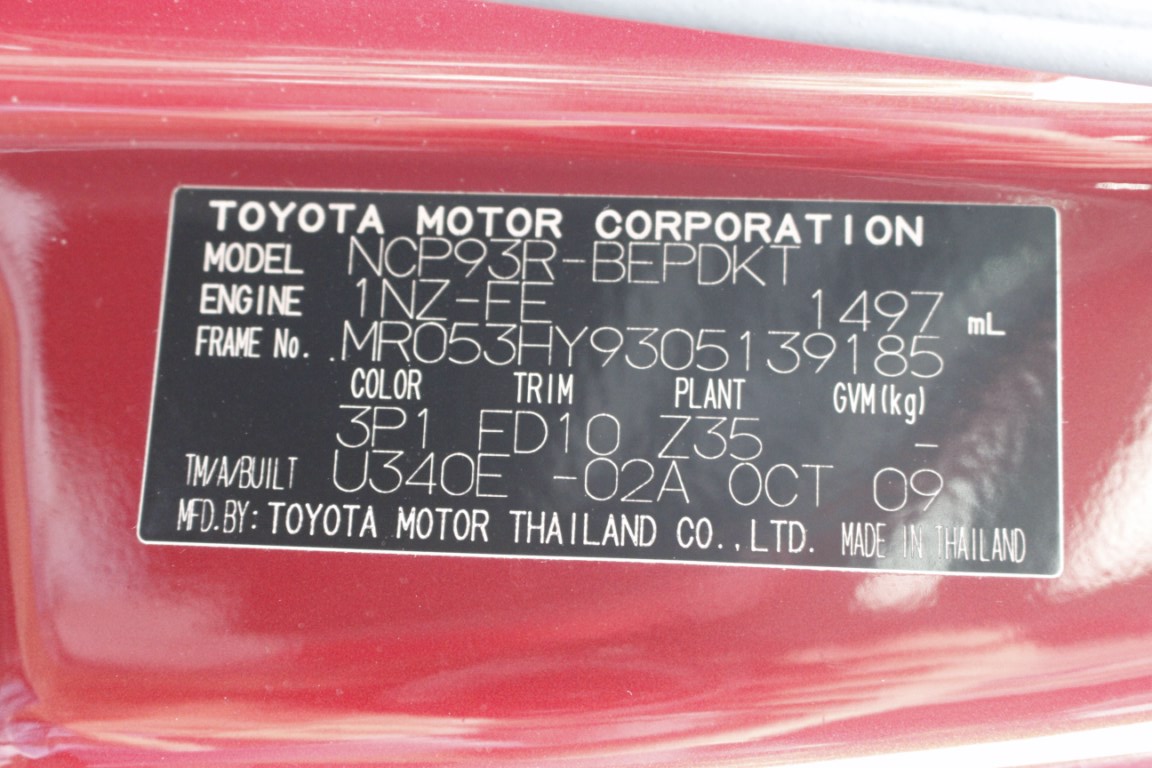 TOYOTA MOTOR CORPORATION
MODEL NCP93R-BEPDKT
ENGINE 1NZ-FE 1497 mL
FRAME No. .MR053HY9305139185
COLOR TRIM PLANT GVM(kg)
3P1 FD10 Z35 -
TM/A/BUILT U340E -02A OCT 09
MFD.BY: TOYOTA MOTOR THAILAND CO.,LTD. MADE IN THAILAND